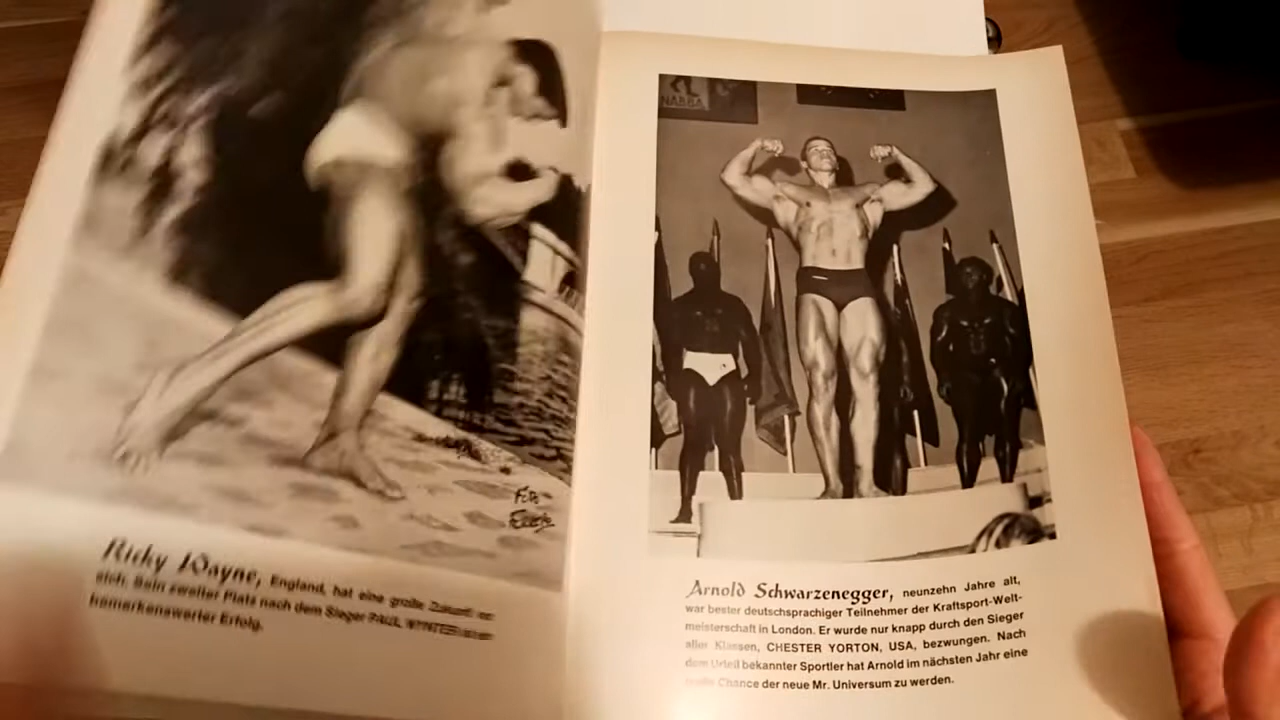 Ricky Wayne, England, hat eine große Zukunft vor
sich. Sein zweiter Platz nach dem Sieger PAUL WYNTER ist ein
bemerkenswerter Erfolg.
NABBA
Arnold Schwarzenegger, neunzehn Jahre alt,
war bester deutschsprachiger Teilnehmer der Kraftsport-Welt-
meisterschaft in London. Er wurde nur knapp durch den Sieger
aller Klassen, CHESTER YORTON, USA, bezwungen. Nach
dem Urteil bekannter Sportler hat Arnold im nächsten Jahr eine
Chance der neue Mr. Universum zu werden.